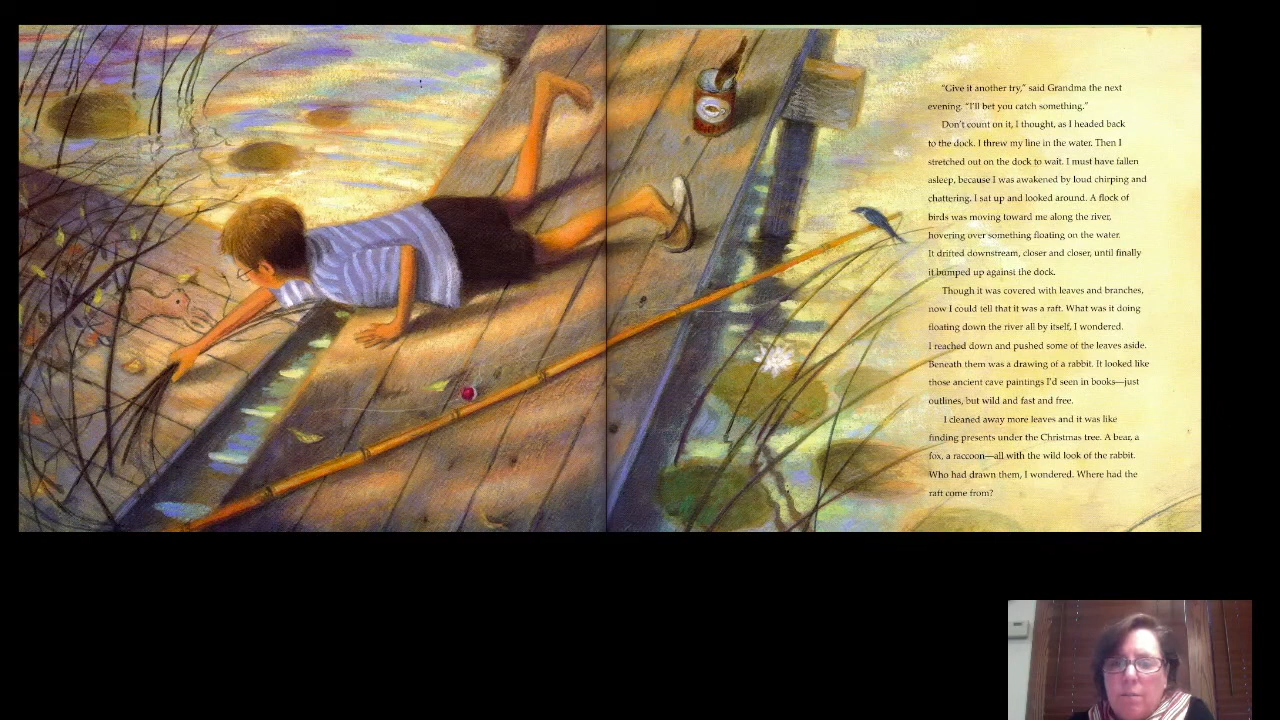 “Give it another try,” said Grandma the next
evening. “I’ll bet you catch something.”
Don’t count on it, I thought, as I headed back
to the dock. I threw my line in the water. Then I
stretched out on the dock to wait. I must have fallen
asleep, because I was awakened by loud chirping and
chattering. I sat up and looked around. A flock of
birds was moving toward me along the river,
hovering over something floating on the water.
It drifted downstream, closer and closer, until finally
it bumped up against the dock.
Though it was covered with leaves and branches,
now I could tell that it was a raft. What was it doing
floating down the river all by itself, I wondered.
I reached down and pushed some of the leaves aside.
Beneath them was a drawing of a rabbit. It looked like
those ancient cave paintings I’d seen in books—just
outlines, but wild and fast and free.
I cleaned away more leaves and it was like
finding presents under the Christmas tree. A bear, a
fox, a raccoon—all with the wild look of the rabbit.
Who had drawn them, I wondered. Where had the
raft come from?